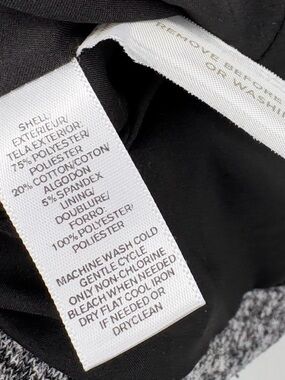 REMOVE BEFORE
OR WASHI
SHELL
EXTERIEUR/
TELA EXTERIOR:
75% POLYESTER/
POLIESTER
20% COTTON/COTON/
ALGODON
5% SPANDEX
LINING/
DOUBLURE/
FORRO:
100% POLYESTER/
POLIESTER
MACHINE WASH COLD
GENTLE CYCLE
ONLY NON-CHLORINE
BLEACH WHEN NEEDED
DRY FLAT COOL IRON
IF NEEDED OR
DRYCLEAN